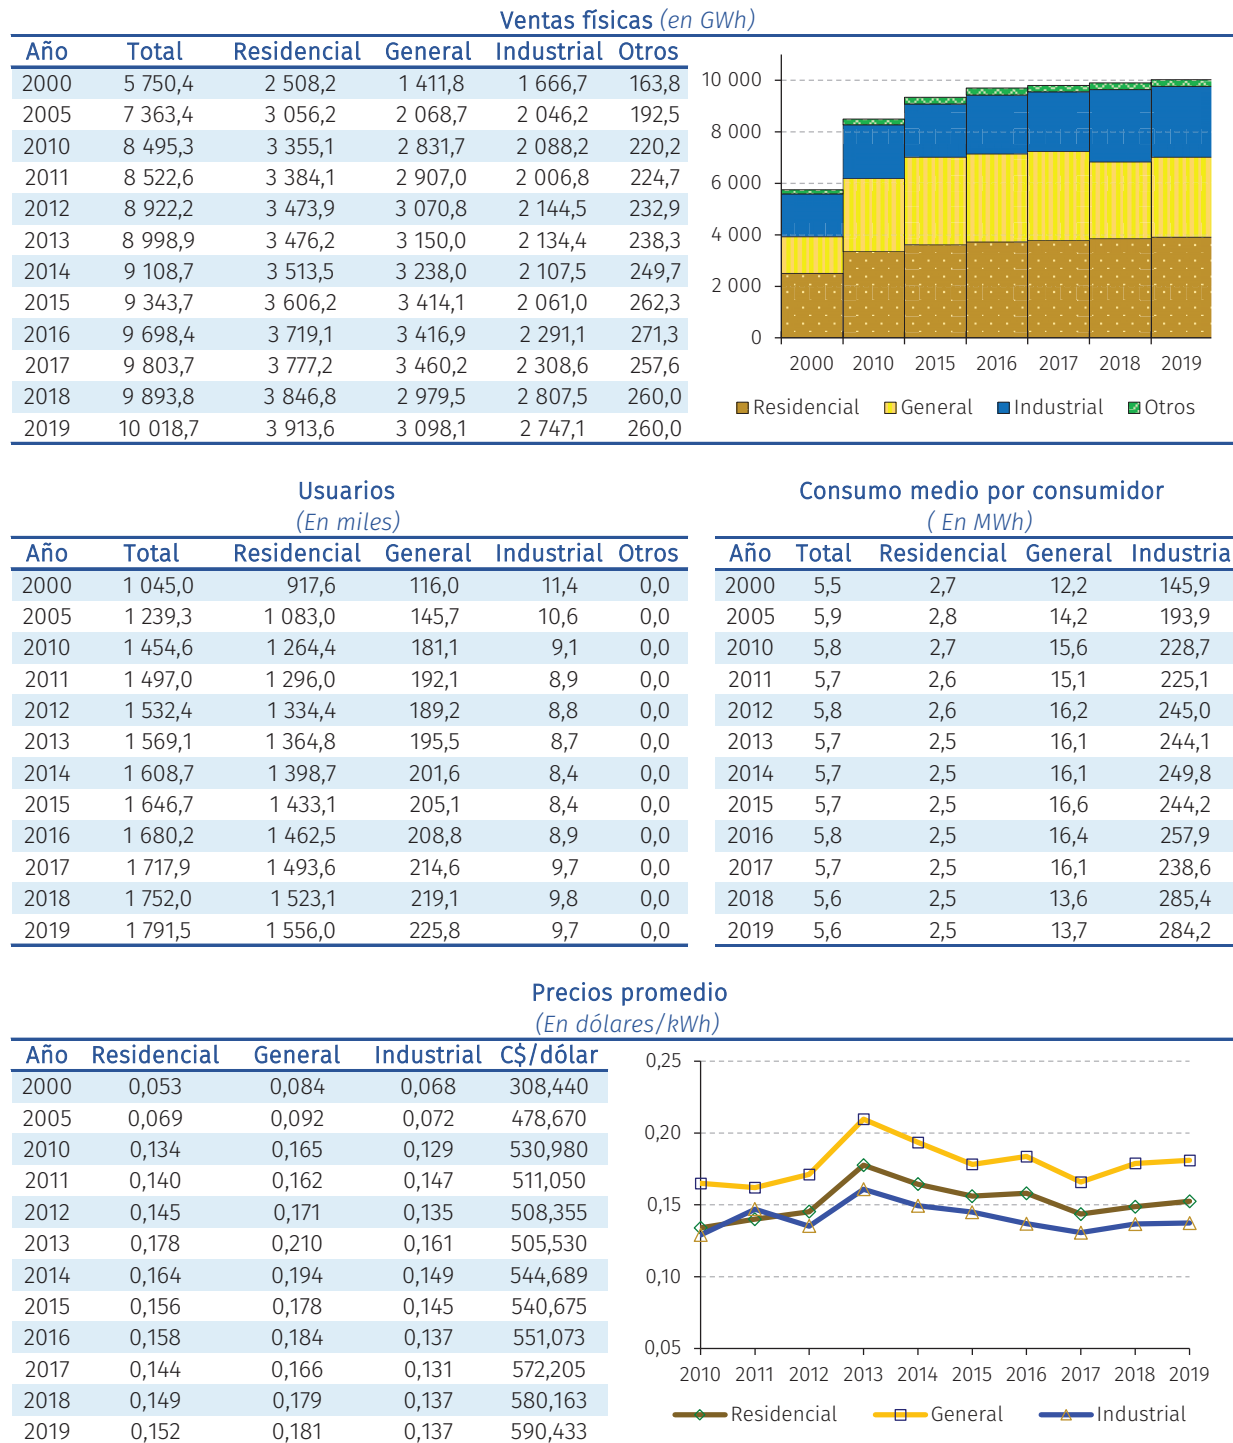 Ventas físicas (en GWh)
Año Total Residencial General Industrial Otros
2000 5 750,4 2 508,2 1 411,8 1 666,7 163,8
2005 7 363,4 3 056,2 2 068,7 2 046,2 192,5
2010 8 495,3 3 355,1 2 831,7 2 088,2 220,2
2011 8 522,6 3 384,1 2 907,0 2 006,8 224,7
2012 8 922,2 3 473,9 3 070,8 2 144,5 232,9
2013 8 998,9 3 476,2 3 150,0 2 134,4 238,3
2014 9 108,7 3 513,5 3 238,0 2 107,5 249,7
2015 9 343,7 3 606,2 3 414,1 2 061,0 262,3
2016 9 698,4 3 719,1 3 416,9 2 291,1 271,3
2017 9 803,7 3 777,2 3 460,2 2 308,6 257,6
2018 9 893,8 3 846,8 2 979,5 2 807,5 260,0
2019 10 018,7 3 913,6 3 098,1 2 747,1 260,0
10 000
8 000
6 000
4 000
2 000
0
2000 2010 2015 2016 2017 2018 2019
Residencial General Industrial Otros
Usuarios
(En miles)
Año Total Residencial General Industrial Otros
2000 1 045,0 917,6 116,0 11,4 0,0
2005 1 239,3 1 083,0 145,7 10,6 0,0
2010 1 454,6 1 264,4 181,1 9,1 0,0
2011 1 497,0 1 296,0 192,1 8,9 0,0
2012 1 532,4 1 334,4 189,2 8,8 0,0
2013 1 569,1 1 364,8 195,5 8,7 0,0
2014 1 608,7 1 398,7 201,6 8,4 0,0
2015 1 646,7 1 433,1 205,1 8,4 0,0
2016 1 680,2 1 462,5 208,8 8,9 0,0
2017 1 717,9 1 493,6 214,6 9,7 0,0
2018 1 752,0 1 523,1 219,1 9,8 0,0
2019 1 791,5 1 556,0 225,8 9,7 0,0
Consumo medio por consumidor
( En MWh)
Año Total Residencial General Industria
2000 5,5 2,7 12,2 145,9
2005 5,9 2,8 14,2 193,9
2010 5,8 2,7 15,6 228,7
2011 5,7 2,6 15,1 225,1
2012 5,8 2,6 16,2 245,0
2013 5,7 2,5 16,1 244,1
2014 5,7 2,5 16,1 249,8
2015 5,7 2,5 16,6 244,2
2016 5,8 2,5 16,4 257,9
2017 5,7 2,5 16,1 238,6
2018 5,6 2,5 13,6 285,4
2019 5,6 2,5 13,7 284,2
Precios promedio
(En dólares/kWh)
Año Residencial General Industrial C$/dólar
2000 0,053 0,084 0,068 308,440
2005 0,069 0,092 0,072 478,670
2010 0,134 0,165 0,129 530,980
2011 0,140 0,162 0,147 511,050
2012 0,145 0,171 0,135 508,355
2013 0,178 0,210 0,161 505,530
2014 0,164 0,194 0,149 544,689
2015 0,156 0,178 0,145 540,675
2016 0,158 0,184 0,137 551,073
2017 0,144 0,166 0,131 572,205
2018 0,149 0,179 0,137 580,163
2019 0,152 0,181 0,137 590,433
0,25
0,20
0,15
0,10
0,05
2010 2011 2012 2013 2014 2015 2016 2017 2018 2019
Residencial General Industrial